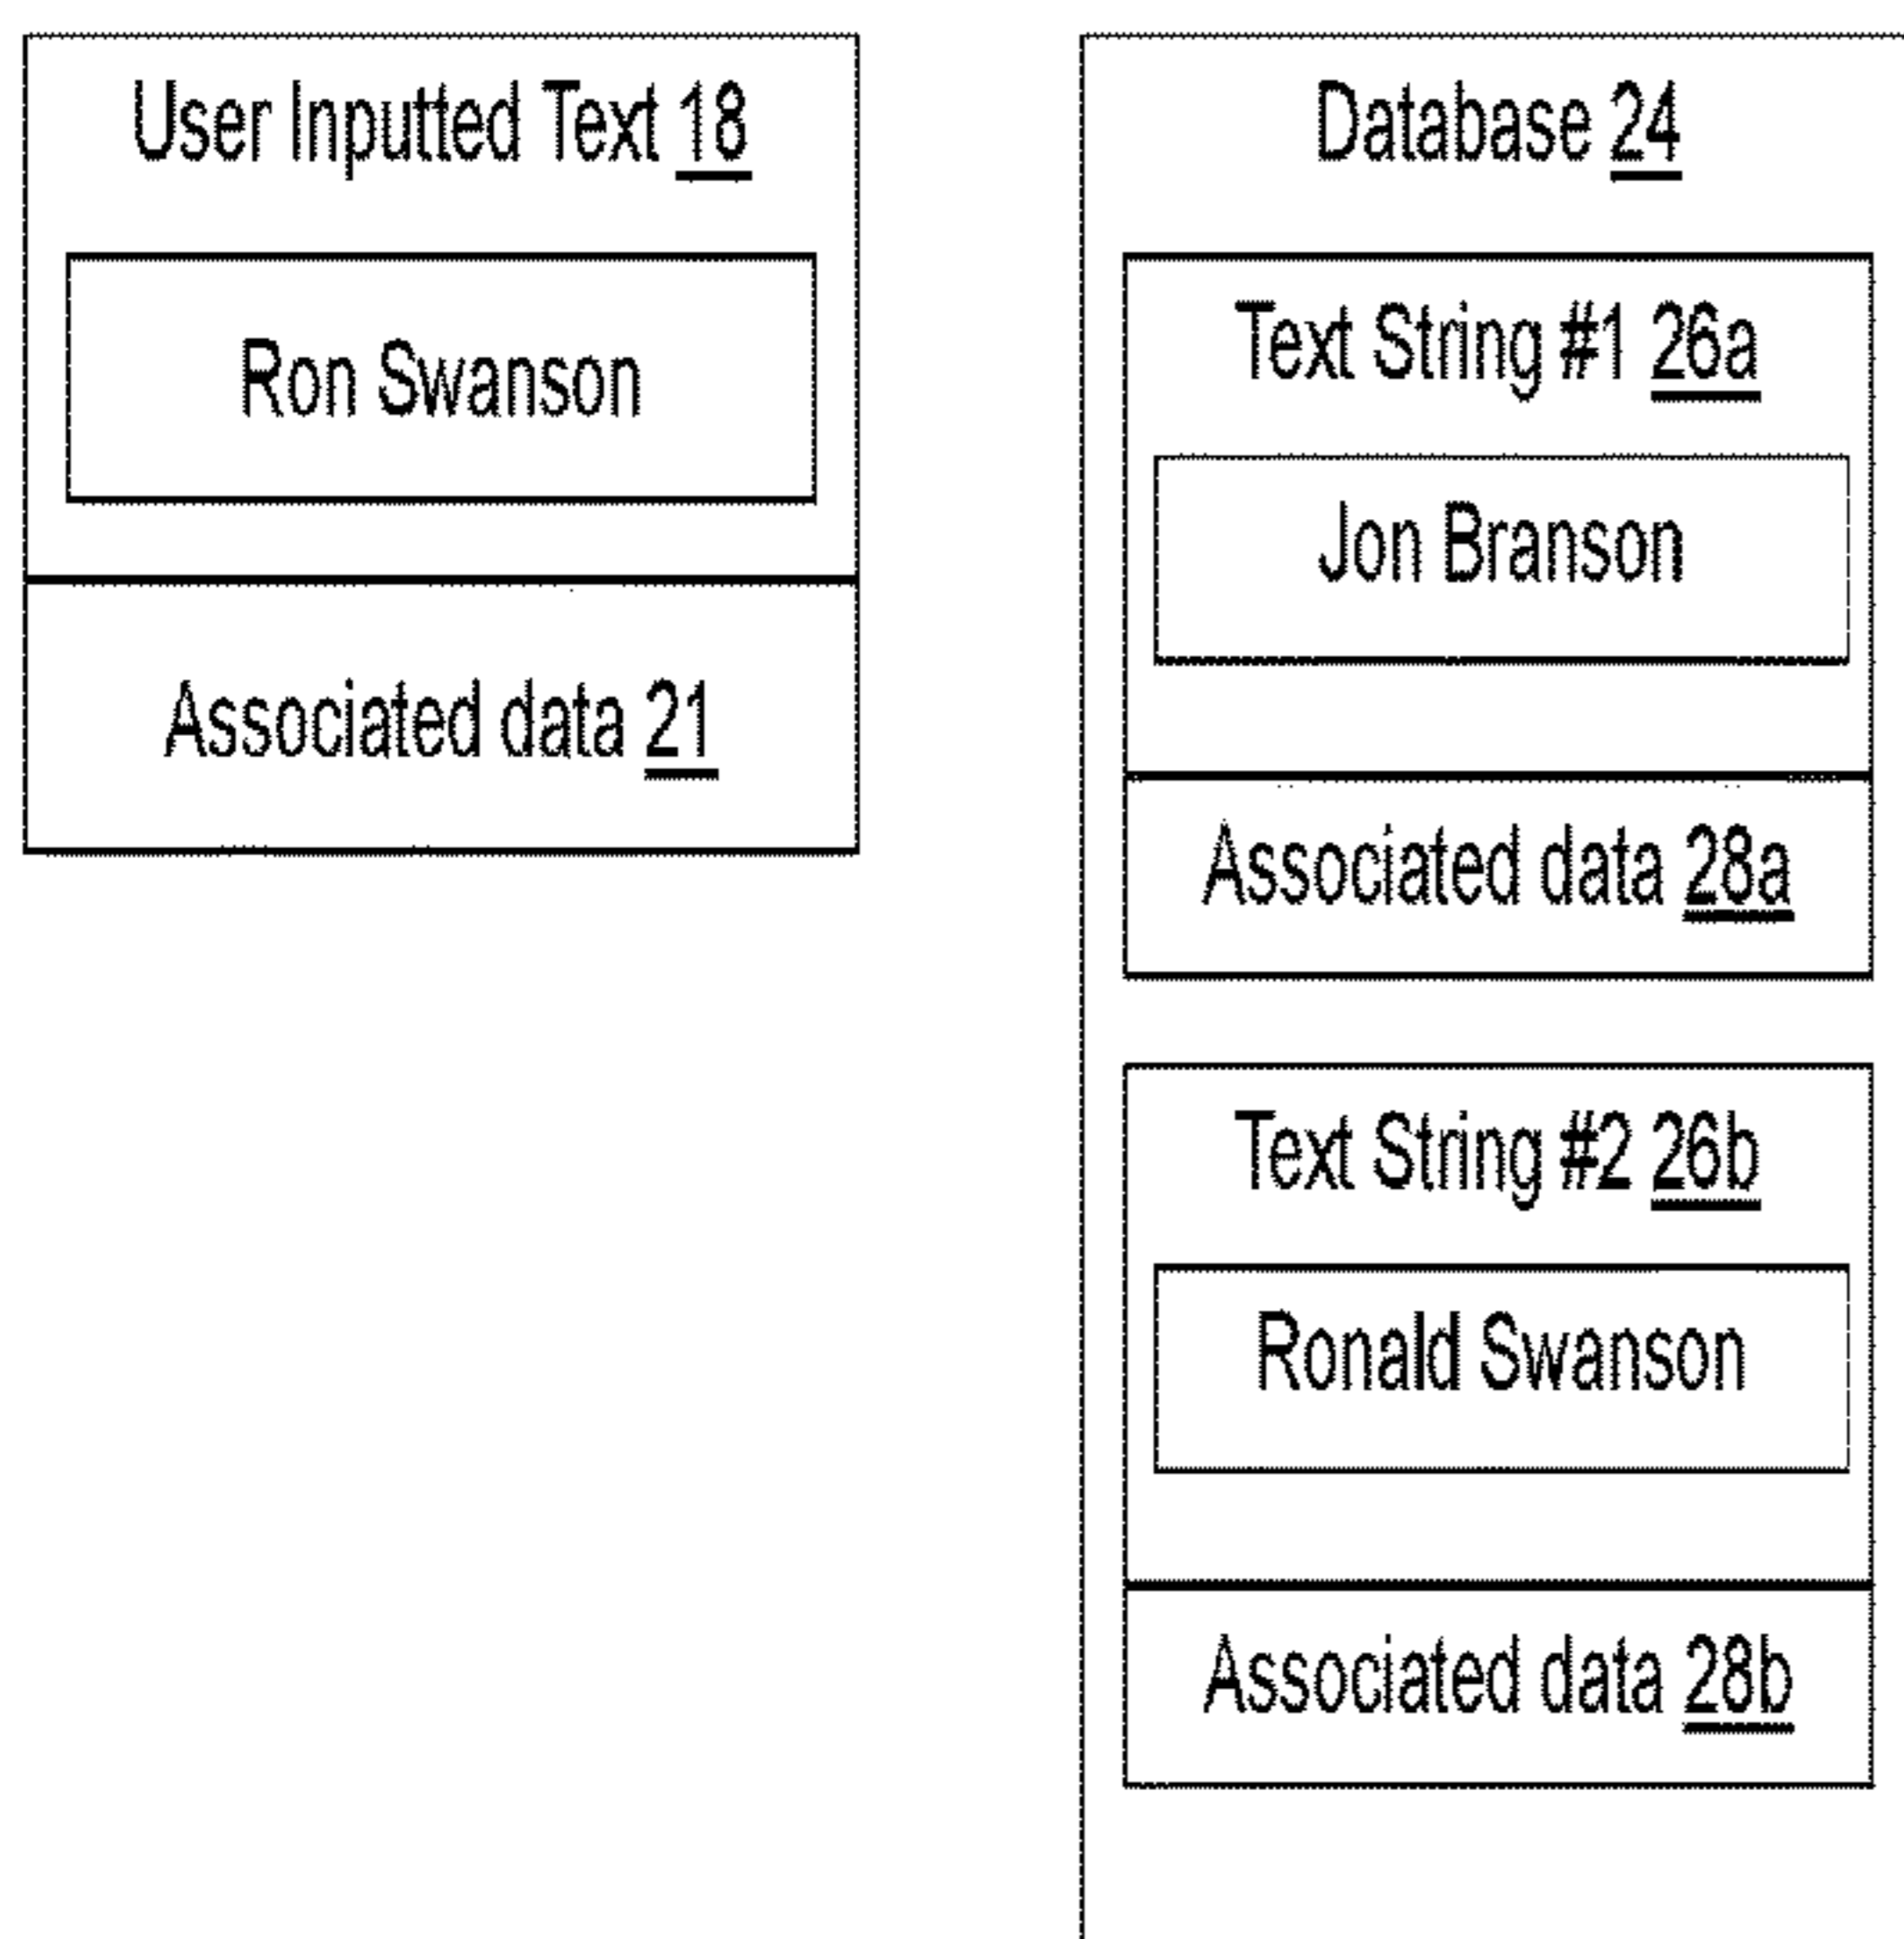 User Inputted Text 18
Ron Swanson
Associated data 21
Database 24
Text String #1 26a
Jon Branson
Associated data 28a
Text String #2 26b
Ronald Swanson
Associated data 28b